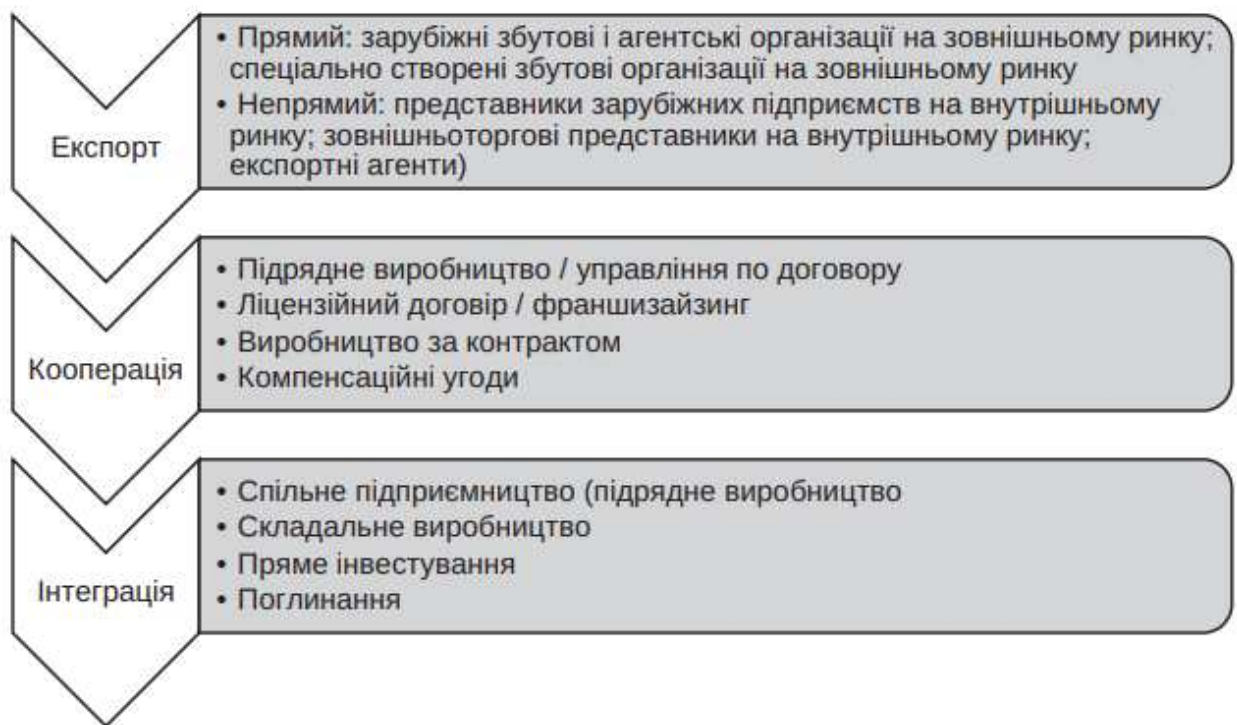 Експорт
• Прямий: зарубіжні збутові і агентські організації на зовнішньому ринку;
спеціально створені збутові організації на зовнішньому ринку
• Непрямий: представники зарубіжних підприємств на внутрішньому
ринку; зовнішньоторгові представники на внутрішньому ринку;
експортні агенти)
Кооперація
• Підрядне виробництво / управління по договору
• Ліцензійний договір / франшизайзинг
• Виробництво за контрактом
• Компенсаційні угоди
Інтеграція
• Спільне підприємництво (підрядне виробництво
• Складальне виробництво
• Пряме інвестування
• Поглинання